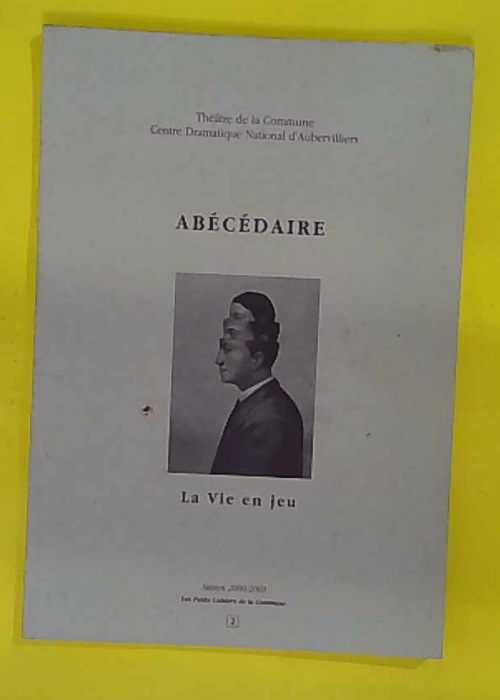 Théâtre de la Commune
Centre Dramatique National d'Aubervilliers
ABÉCÉDAIRE
La Vie en jeu
Saison 2000/2001
Les Petits Cahiers de la Commune
2